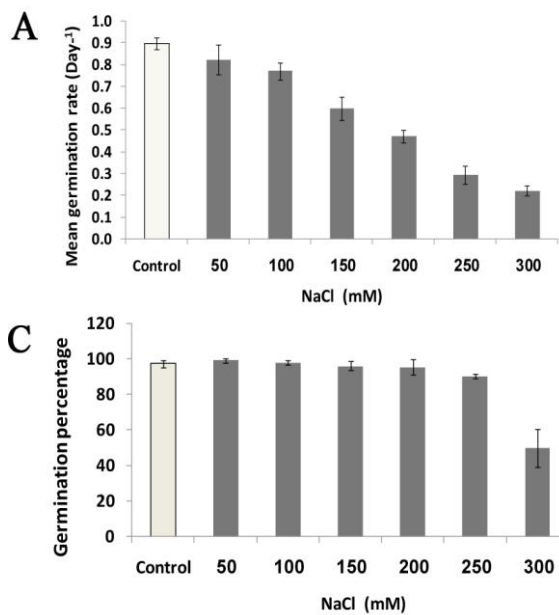 A
Mean germination rate (Day-1)
1.0
0.9
0.8
0.7
0.6
0.5
0.4
0.3
0.2
0.1
0.0
Control 50 100 150 200 250 300
NaCl (mM)
C
Germination percentage
120
100
80
60
40
20
0
Control 50 100 150 200 250 300
NaCl (mM)